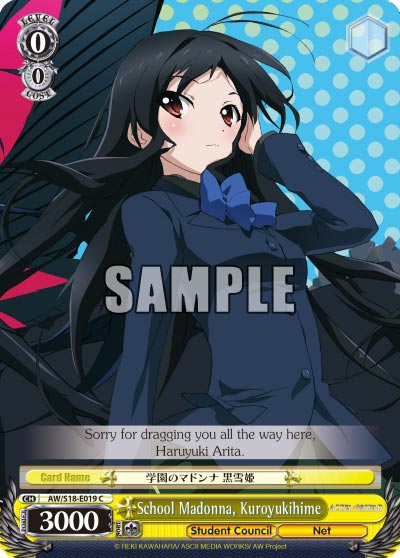 LEVEL
0
0
COST
SAMPLE
Sorry for dragging you all the way here,
Haruyuki Arita.
Card Name
学園のマドンナ 黒雪姫
CH
AW/S18-E019 C
School Madonna, Kuroyukihime
3000
Student Council
Net
© REKI KAWAHARA/ ASCII MEDIA WORKS/ AW Project